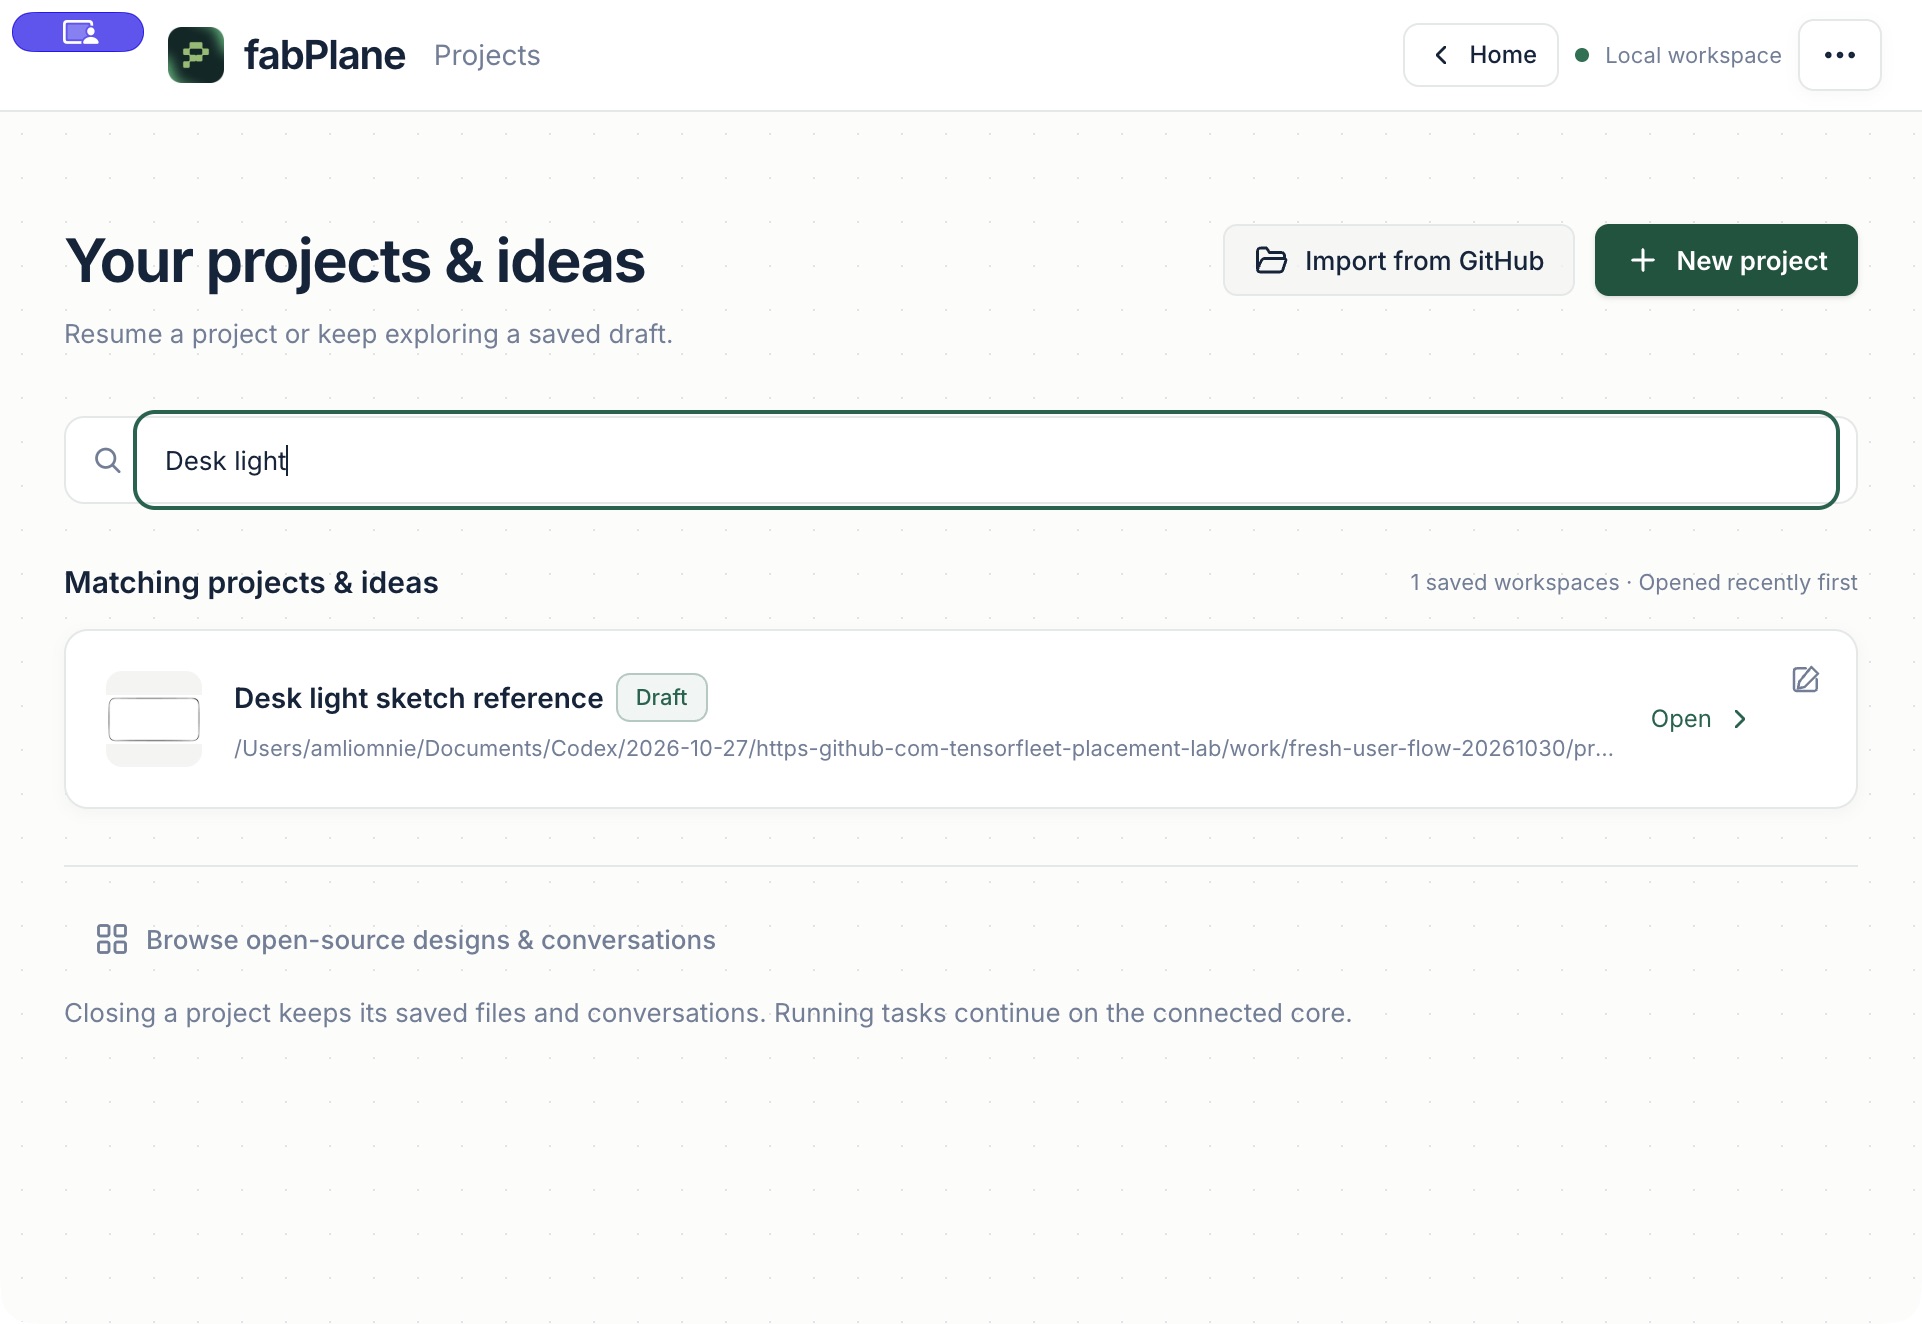 fabPlane Projects
Home
Local workspace
Your projects & ideas
Import from GitHub
New project
Resume a project or keep exploring a saved draft.
Desk light
Matching projects & ideas
1 saved workspaces · Opened recently first
Desk light sketch reference Draft
/Users/amliomnie/Documents/Codex/2026-10-27/https-github-com-tensorfleet-placement-lab/work/fresh-user-flow-20261030/pr...
Open
Browse open-source designs & conversations
Closing a project keeps its saved files and conversations. Running tasks continue on the connected core.